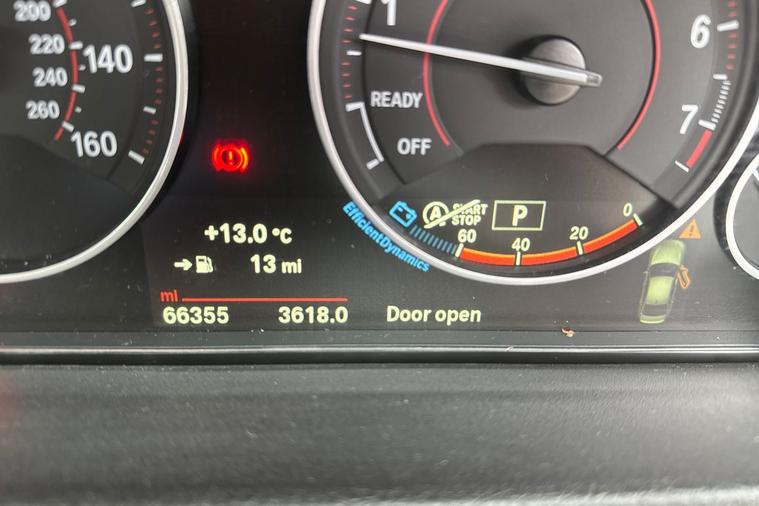 200
220
240
260
140
160
1
6
7
READY
OFF
START
STOP
P
EfficientDynamics
60
40
20
0
+13.0 °C
13 mi
mi
66355 3618.0 Door open